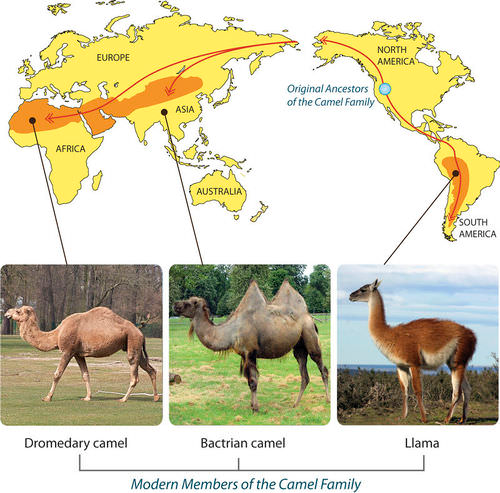 EUROPE
NORTH
AMERICA
Original Ancestors
of the Camel Family
e
ASIA
AFRICA
AUSTRALIA
SOUTH
AMERICA
Dromedary camel
Bactrian camel
Llama
Modern Members of the Camel Family